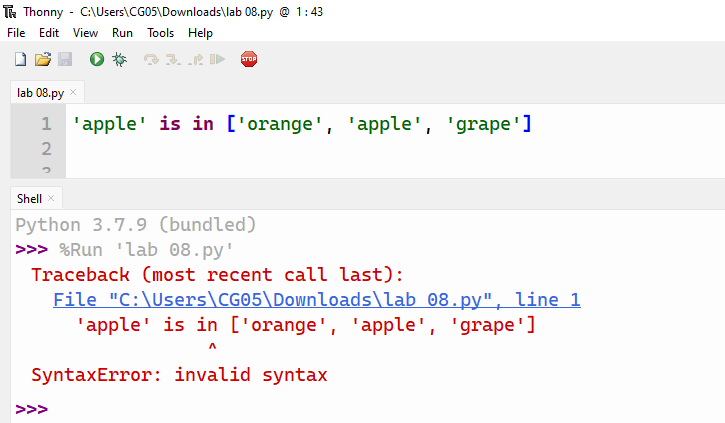 Thonny - C:\Users\CG05\Downloads\lab 08.py @ 1 : 43
File Edit View Run Tools Help
STOP
lab 08.py ×
1 'apple' is in ['orange', 'apple', 'grape']
2
3
Shell ×
Python 3.7.9 (bundled)
>>> %Run 'lab 08.py'
Traceback (most recent call last):
File "C:\Users\CG05\Downloads\lab 08.py", line 1
'apple' is in ['orange', 'apple', 'grape']
^
SyntaxError: invalid syntax
>>>